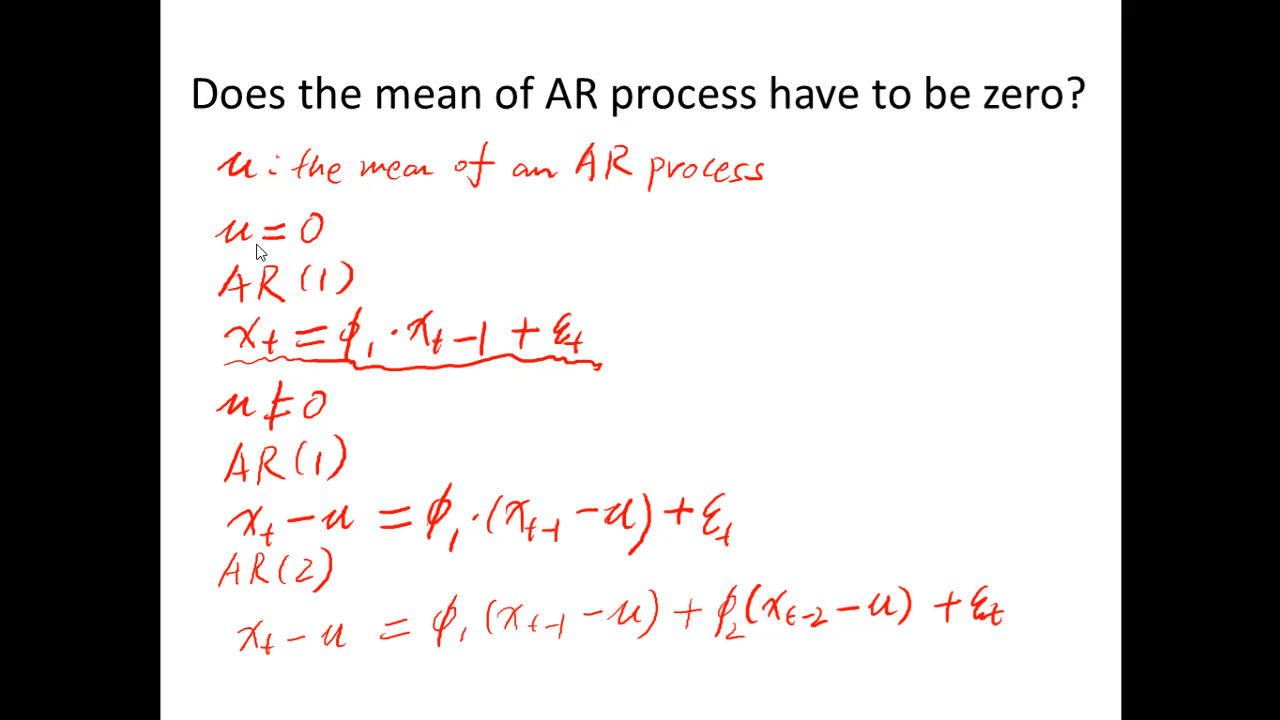 Does the mean of AR process have to be zero?
u : the mean of an AR process
u = 0
AR(1)
xₜ = ϕ₁ · xₜ₋₁ + εₜ
u ≠ 0
AR(1)
xₜ - u = ϕ₁ · (xₜ₋₁ - u) + εₜ
AR(2)
xₜ - u = ϕ₁ (xₜ₋₁ - u) + ϕ₂ (xₜ₋₂ - u) + εₜ